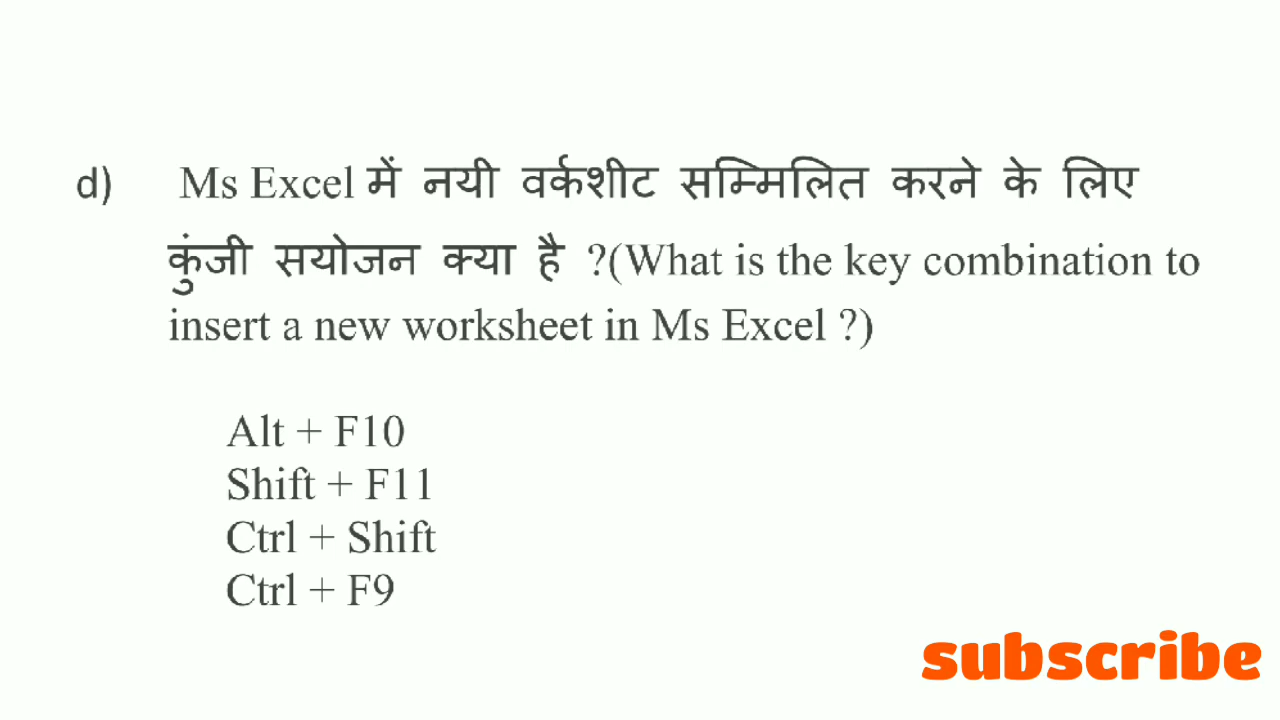 d) Ms Excel में नयी वर्कशीट सम्मिलित करने के लिए
कुंजी सयोजन क्या है ?(What is the key combination to
insert a new worksheet in Ms Excel ?)
Alt + F10
Shift + F11
Ctrl + Shift
Ctrl + F9
subscribe